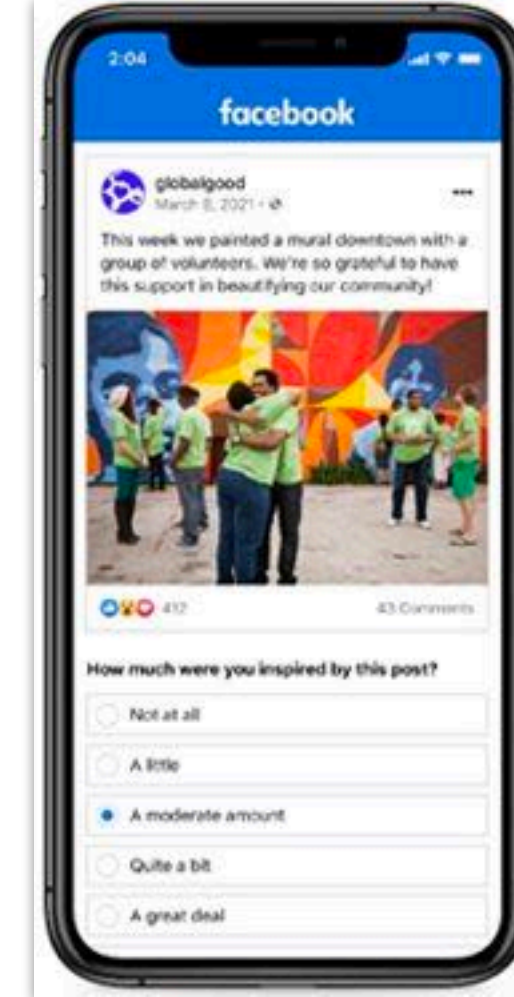 2:04
facebook
globalgood
March 8, 2021 •
This week we painted a mural downtown with a
group of volunteers. We're so grateful to have
this support in beautifying our community!
412
43 Comments
How much were you inspired by this post?
Not at all
A little
A moderate amount
Quite a bit
A great deal